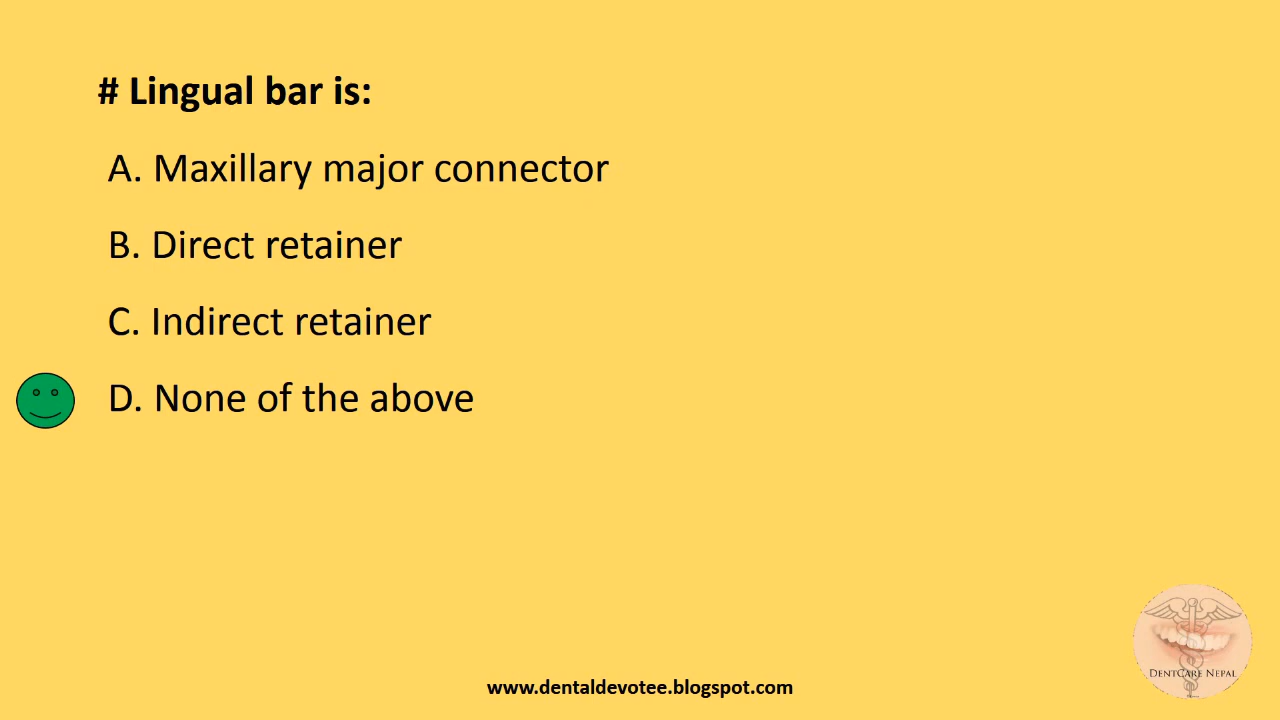 # Lingual bar is:
A. Maxillary major connector
B. Direct retainer
C. Indirect retainer
D. None of the above
DentCare Nepal
www.dentaldevotee.blogspot.com